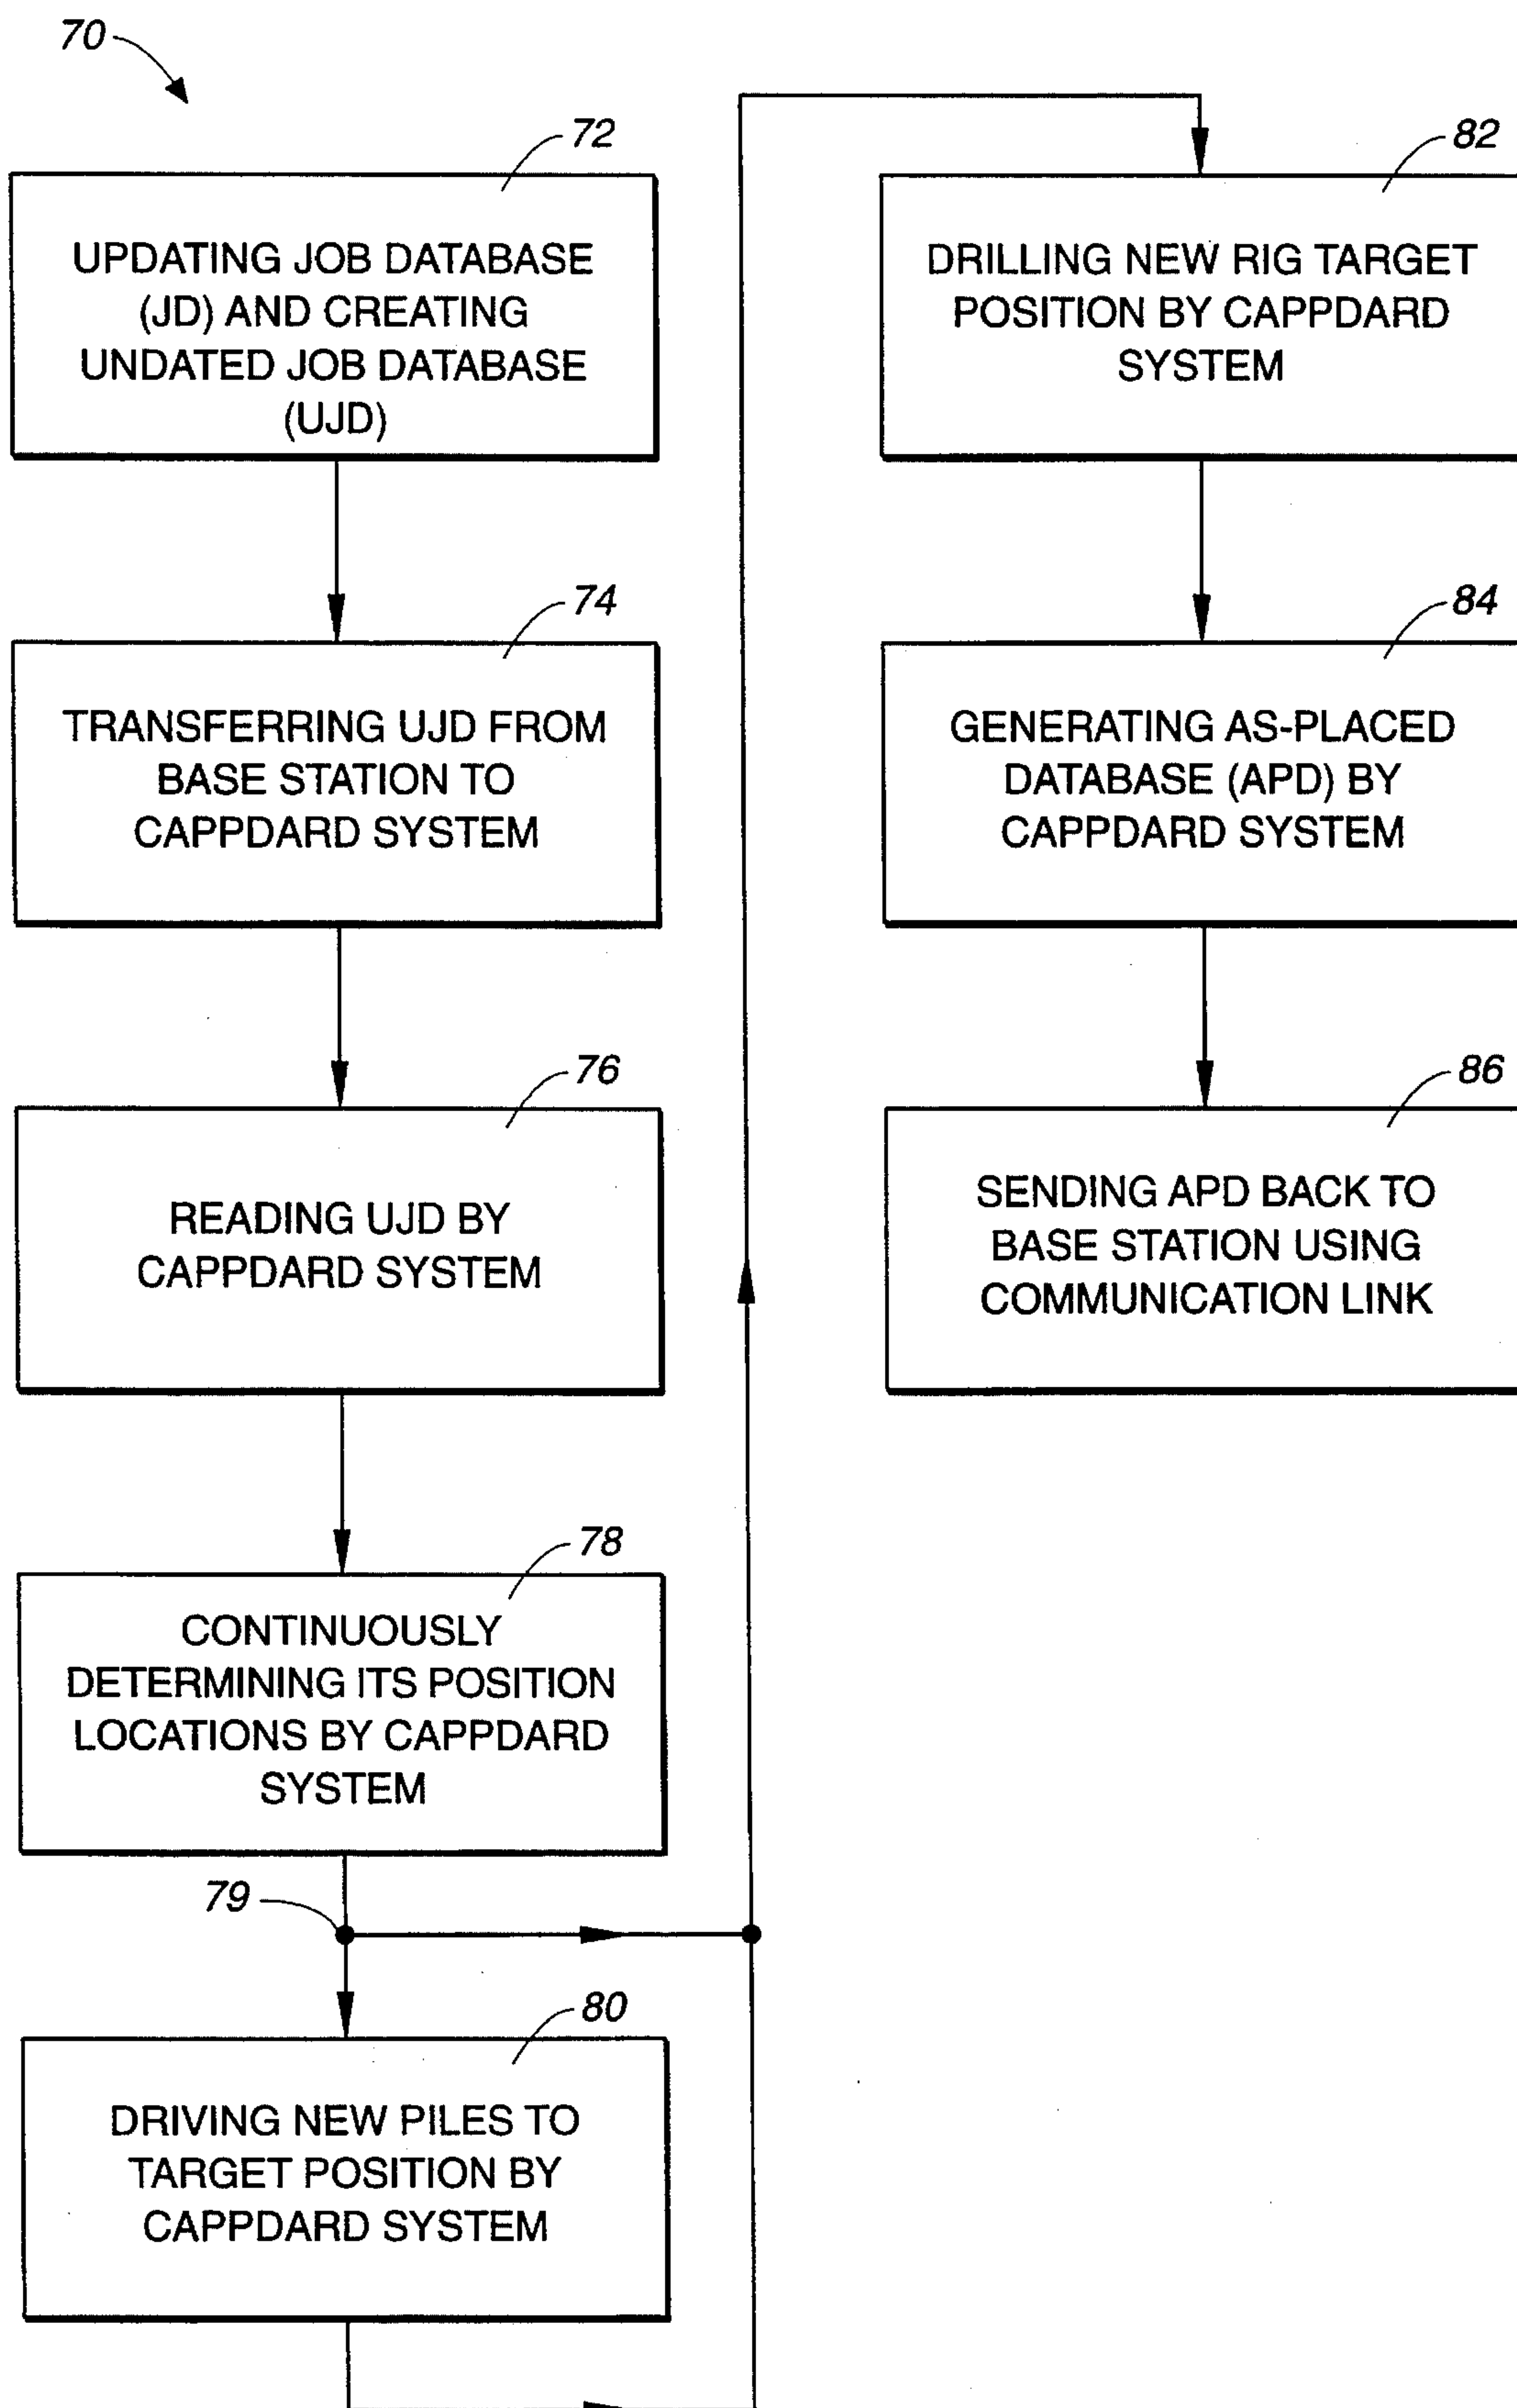 70
72
UPDATING JOB DATABASE
(JD) AND CREATING
UNDATED JOB DATABASE
(UJD)
74
TRANSFERRING UJD FROM
BASE STATION TO
CAPPDARD SYSTEM
76
READING UJD BY
CAPPDARD SYSTEM
78
CONTINUOUSLY
DETERMINING ITS POSITION
LOCATIONS BY CAPPDARD
SYSTEM
79
80
DRIVING NEW PILES TO
TARGET POSITION BY
CAPPDARD SYSTEM
82
DRILLING NEW RIG TARGET
POSITION BY CAPPDARD
SYSTEM
84
GENERATING AS-PLACED
DATABASE (APD) BY
CAPPDARD SYSTEM
86
SENDING APD BACK TO
BASE STATION USING
COMMUNICATION LINK